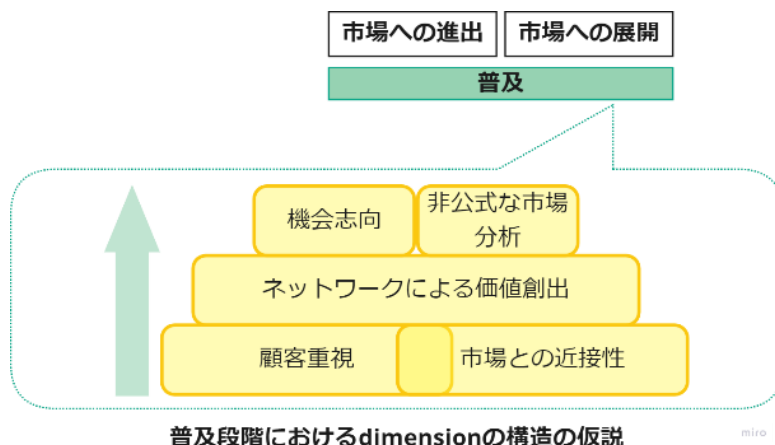 市場への進出
市場への展開
普及
機会志向
非公式な市場
分析
ネットワークによる価値創出
顧客重視
市場との近接性
普及段階におけるdimensionの構造の仮説
miro